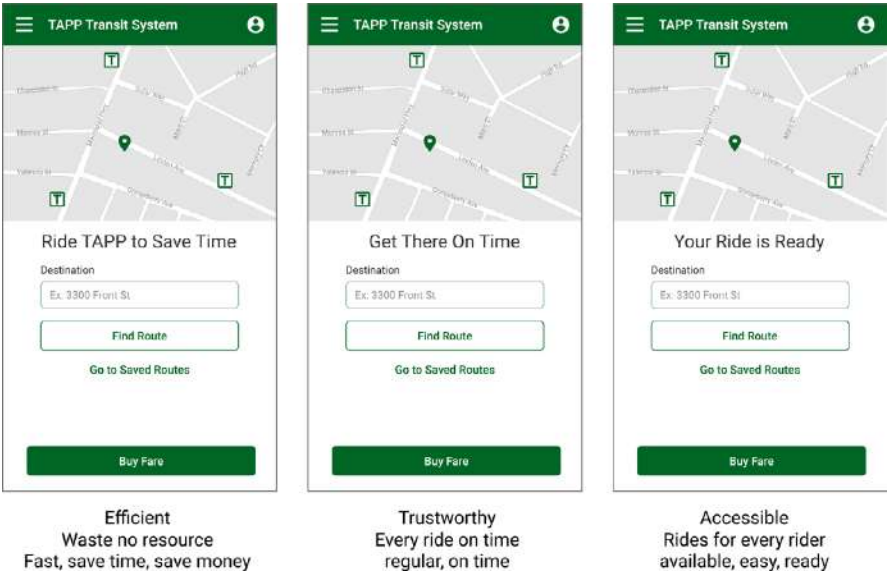 TAPP Transit System
T
T
T
Ride TAPP to Save Time
Destination
Ex: 3300 Front St
Find Route
Go to Saved Routes
Buy Fare
Efficient
Waste no resource
Fast, save time, save money
TAPP Transit System
T
T
T
Get There On Time
Destination
Ex: 3300 Front St
Find Route
Go to Saved Routes
Buy Fare
Trustworthy
Every ride on time
regular, on time
TAPP Transit System
T
T
T
Your Ride is Ready
Destination
Ex: 3300 Front St
Find Route
Go to Saved Routes
Buy Fare
Accessible
Rides for every rider
available, easy, ready